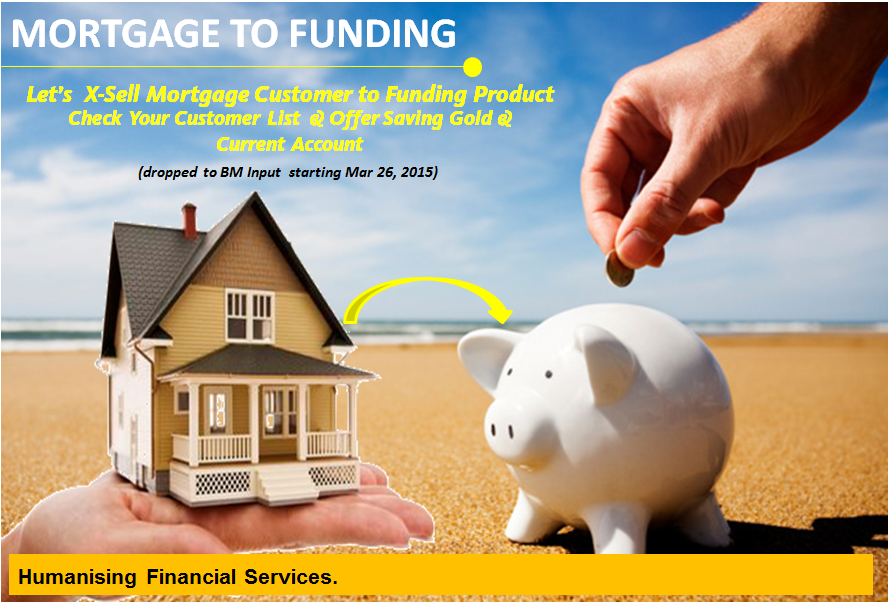 MORTGAGE TO FUNDING
Let's X-Sell Mortgage Customer to Funding Product
Check Your Customer List & Offer Saving Gold &
Current Account
(dropped to BM Input starting Mar 26, 2015)
Humanising Financial Services.